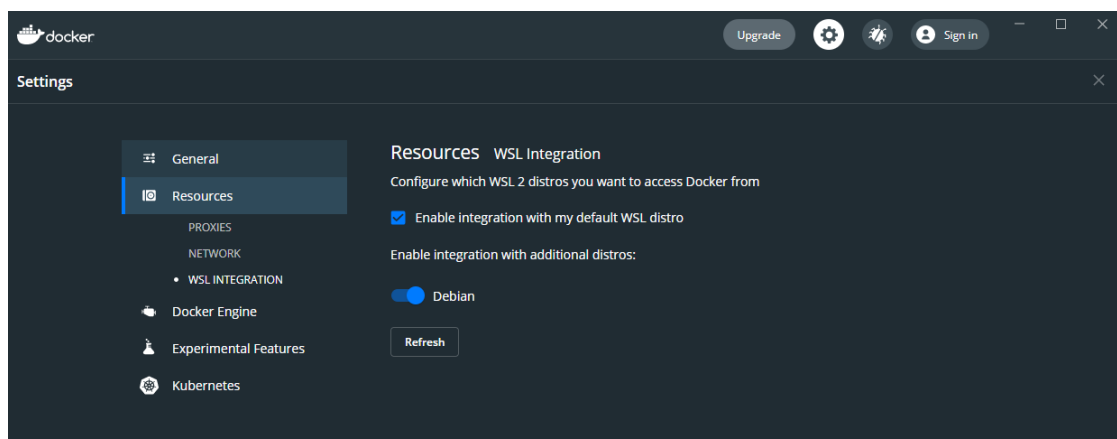 docker
Upgrade
Sign in
Settings
General
Resources
PROXIES
NETWORK
WSL INTEGRATION
Docker Engine
Experimental Features
Kubernetes
Resources WSL Integration
Configure which WSL 2 distros you want to access Docker from
Enable integration with my default WSL distro
Enable integration with additional distros:
Debian
Refresh